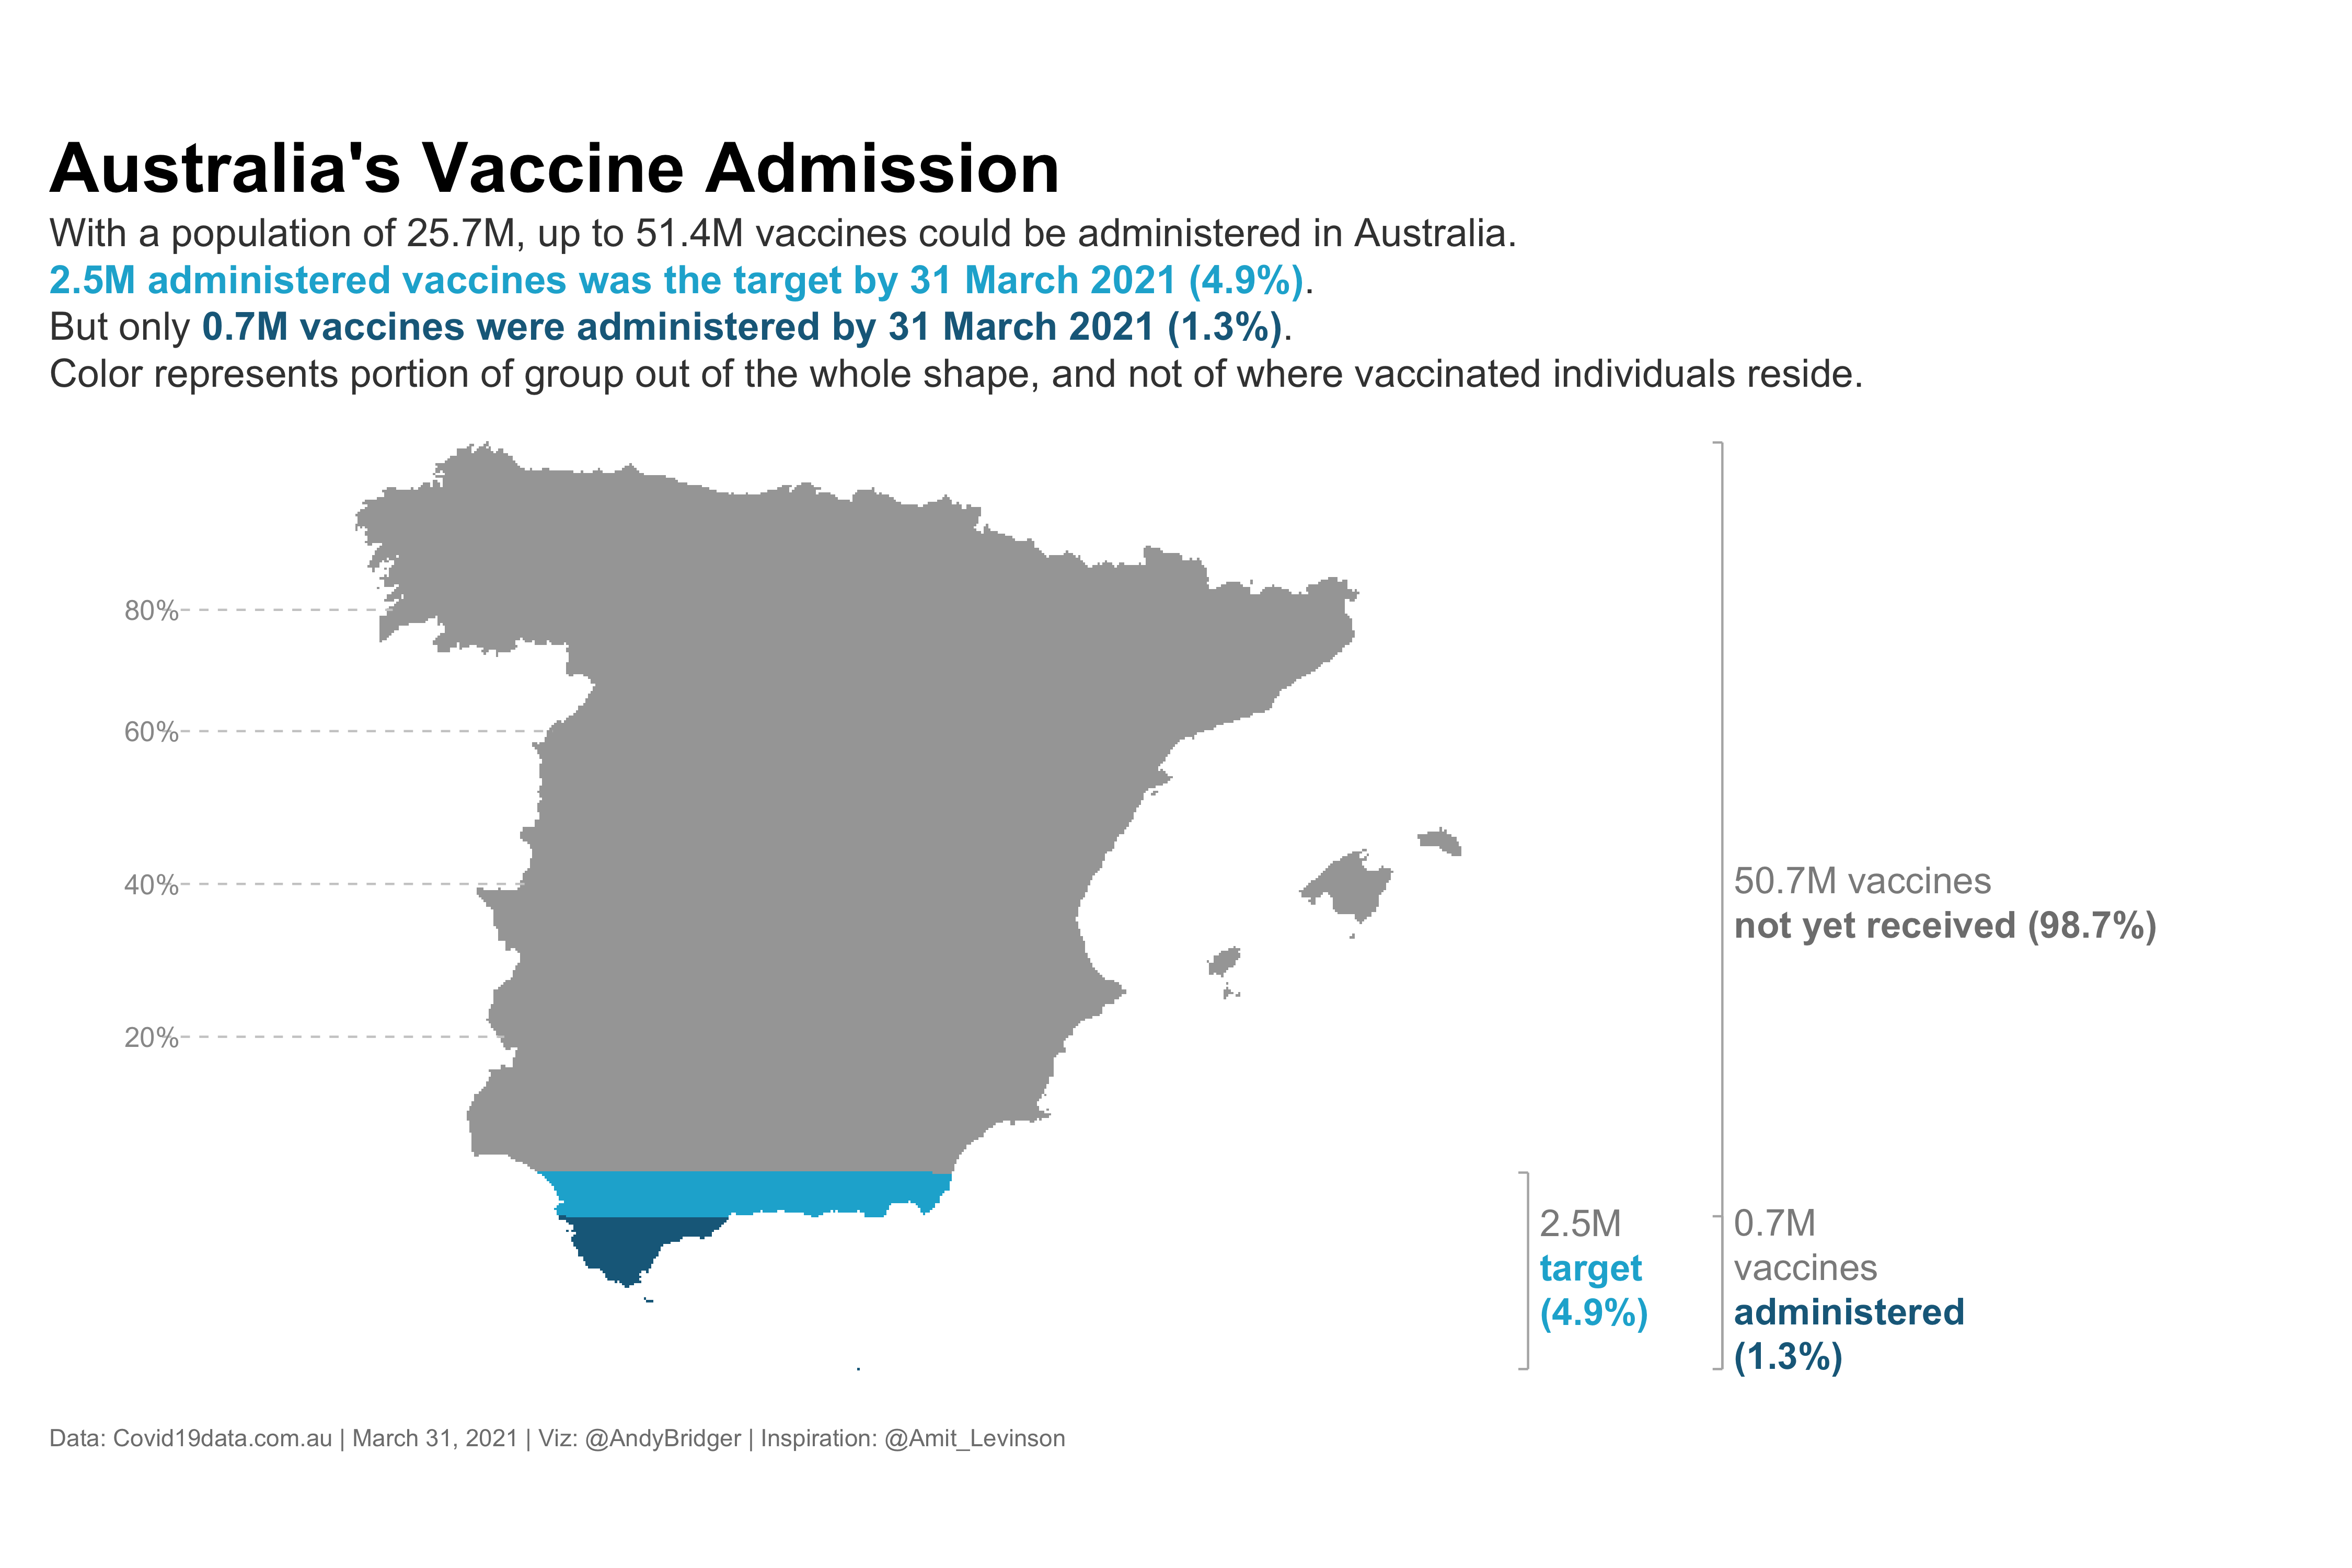 Australia's Vaccine Admission
With a population of 25.7M, up to 51.4M vaccines could be administered in Australia.
2.5M administered vaccines was the target by 31 March 2021 (4.9%).
But only 0.7M vaccines were administered by 31 March 2021 (1.3%).
Color represents portion of group out of the whole shape, and not of where vaccinated individuals reside.
80%
60%
40%
20%
50.7M vaccines
not yet received (98.7%)
2.5M
target
(4.9%)
0.7M
vaccines
administered
(1.3%)
Data: Covid19data.com.au | March 31, 2021 | Viz: @AndyBridger | Inspiration: @Amit_Levinson